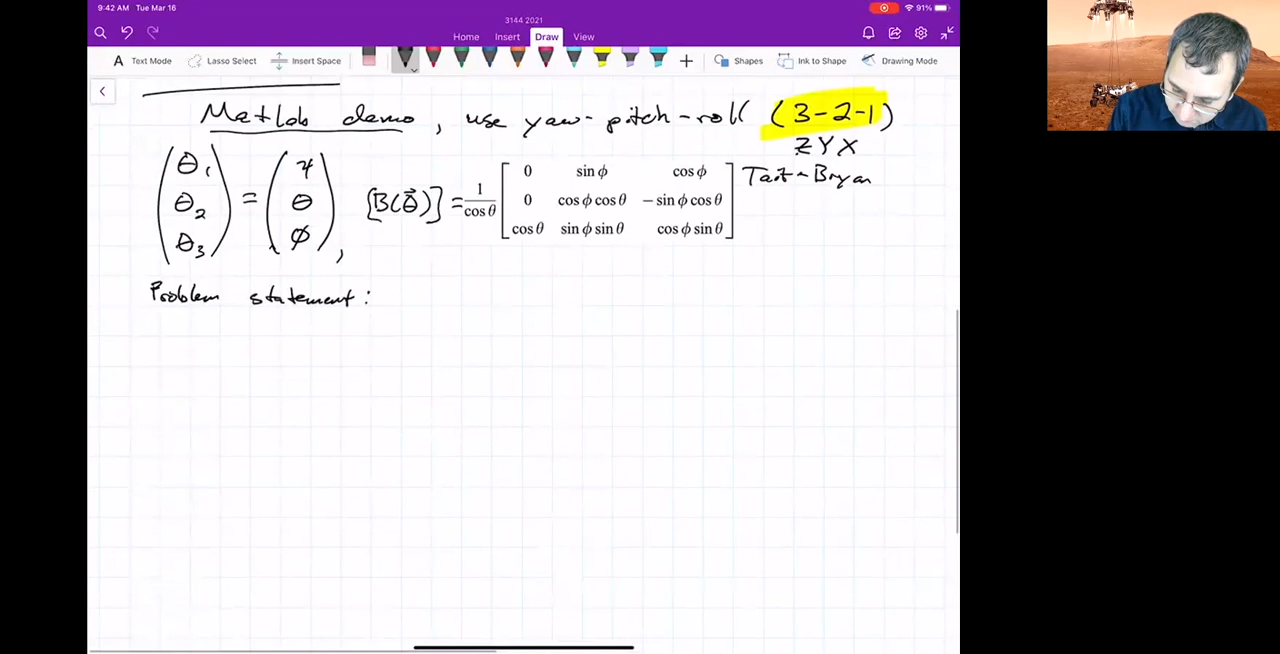 9:42 AM Tue Mar 16
91%
3144 2021
Home Insert Draw View
Text Mode Lasso Select Insert Space Shapes Ink to Shape Drawing Mode
Matlab demo, use yaw-pitch-roll (3-2-1)
ZYX
Tait-Bryan
(θ₁ θ₂ θ₃) = (ψ θ φ), [B(θ⃗)] = 1/cos θ [0 sin φ cos φ
0 cos φ cos θ − sin φ cos θ
cos θ sin φ sin θ cos φ sin θ]
Problem statement: